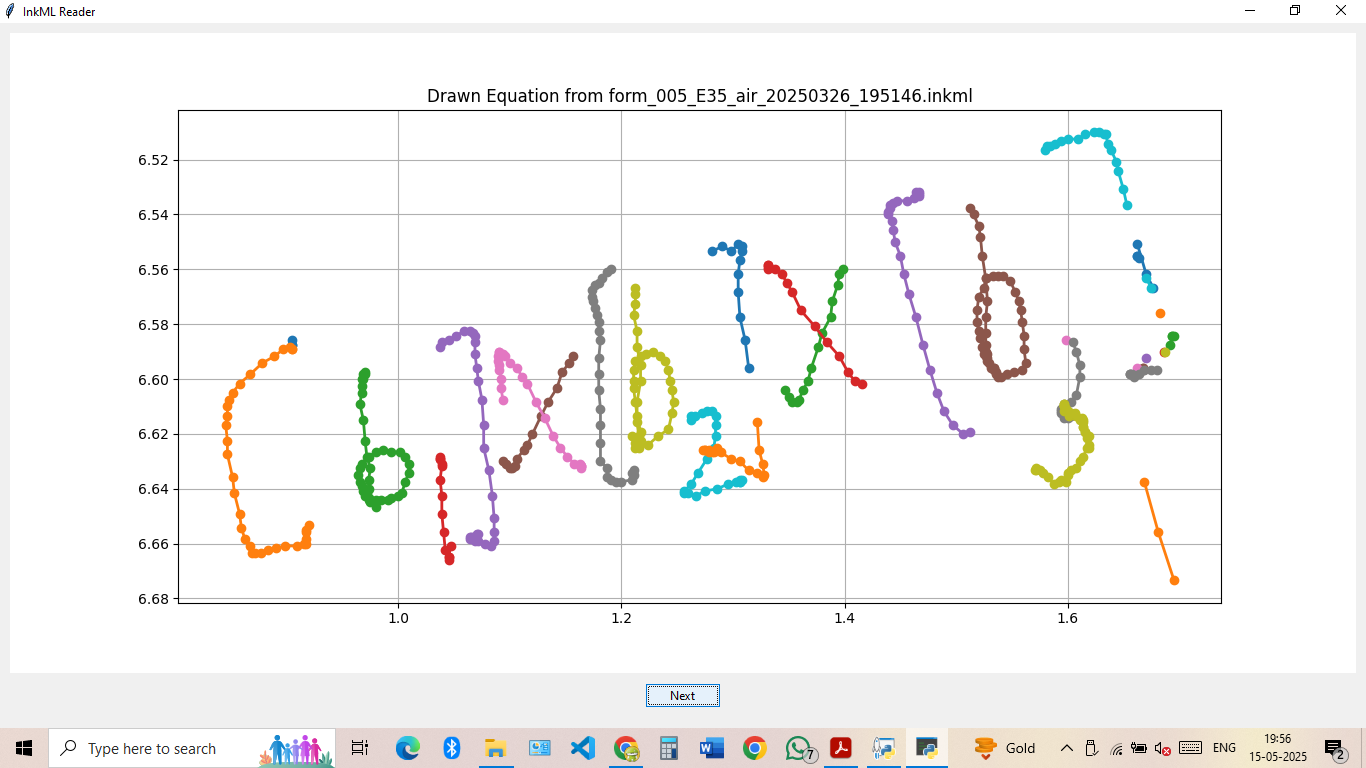 InkML Reader
Drawn Equation from form_005_E35_air_20250326_195146.inkml
6.52
6.54
6.56
6.58
6.60
6.62
6.64
6.66
6.68
1.0
1.2
1.4
1.6
Next
Type here to search
7
Gold
ENG
19:56
15-05-2025
2